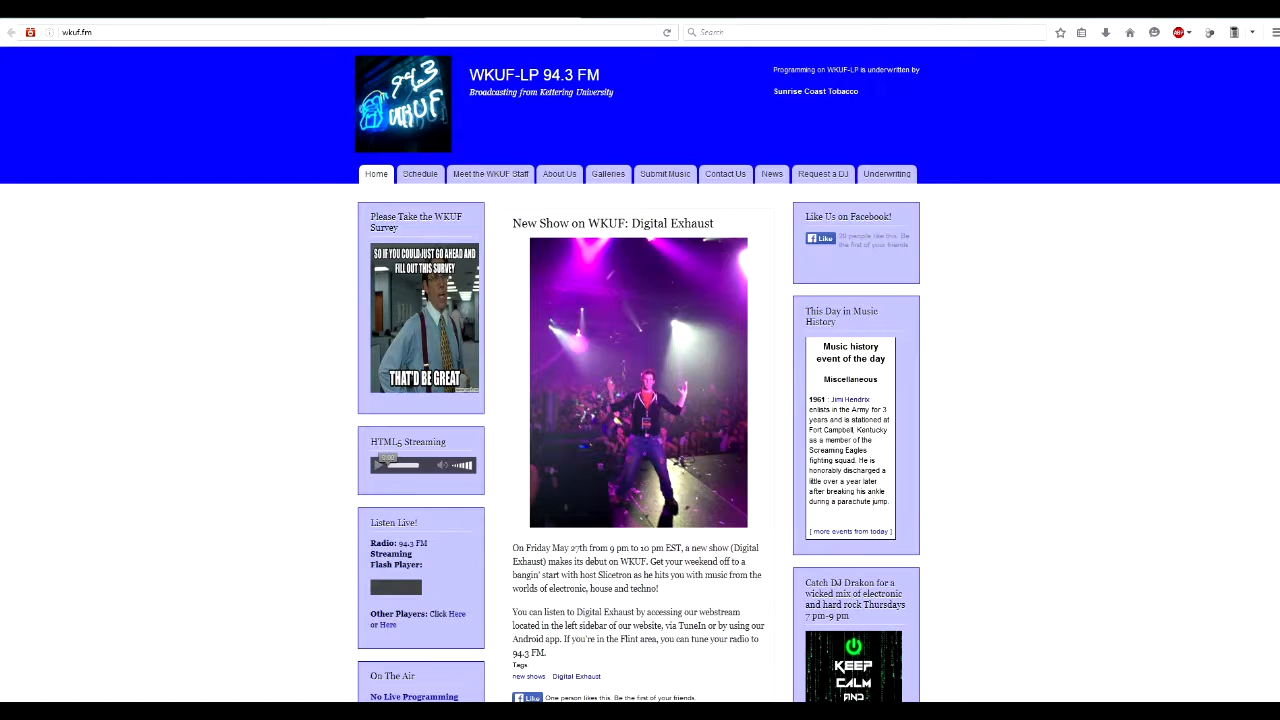 wkuf.fm
Search
94.3
WKUF
WKUF-LP 94.3 FM
Broadcasting from Kettering University
Programming on WKUF-LP is underwritten by
Sunrise Coast Tobacco
Home Schedule Meet the WKUF Staff About Us Galleries Submit Music Contact Us News Request a DJ Underwriting
Please Take the WKUF
Survey
SO IF YOU COULD JUST GO AHEAD AND
FILL OUT THIS SURVEY
THAT'D BE GREAT
HTML5 Streaming
0:00
Listen Live!
Radio: 94.3 FM
Streaming
Flash Player:
Other Players: Click Here
or Here
On The Air
No Live Programming
New Show on WKUF: Digital Exhaust
On Friday May 27th from 9 pm to 10 pm EST, a new show (Digital
Exhaust) makes its debut on WKUF. Get your weekend off to a
bangin' start with host Slicetron as he hits you with music from the
worlds of electronic, house and techno!
You can listen to Digital Exhaust by accessing our webstream
located in the left sidebar of our website, via TuneIn or by using our
Android app. If you're in the Flint area, you can tune your radio to
94.3 FM.
Tags
new shows Digital Exhaust
Like One person likes this. Be the first of your friends.
Like Us on Facebook!
Like people like this. Be
the first of your friends
This Day in Music
History
Music history
event of the day
Miscellaneous
1961 : Jimi Hendrix
enlists in the Army for 3
years and is stationed at
Fort Campbell, Kentucky
as a member of the
Screaming Eagles
fighting squad. He is
honorably discharged a
little over a year later
after breaking his ankle
during a parachute jump.
[ more events from today ]
Catch DJ Drakon for a
wicked mix of electronic
and hard rock Thursdays
7 pm-9 pm
KEEP
CALM
AND